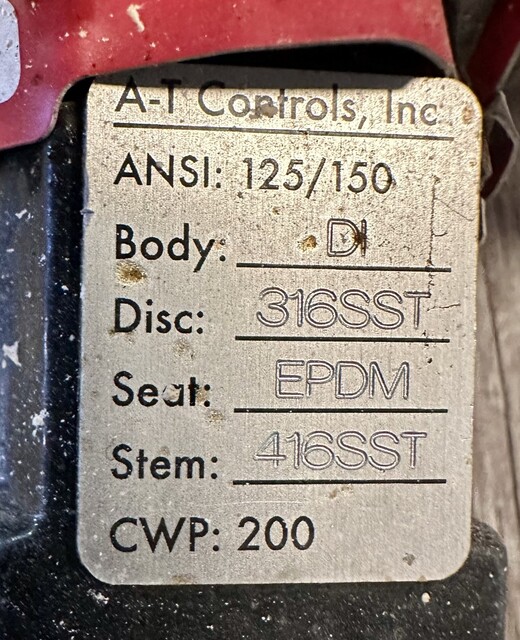 A-T Controls, Inc
ANSI: 125/150
Body: DI
Disc: 316SST
Seat: EPDM
Stem: 416SST
CWP: 200